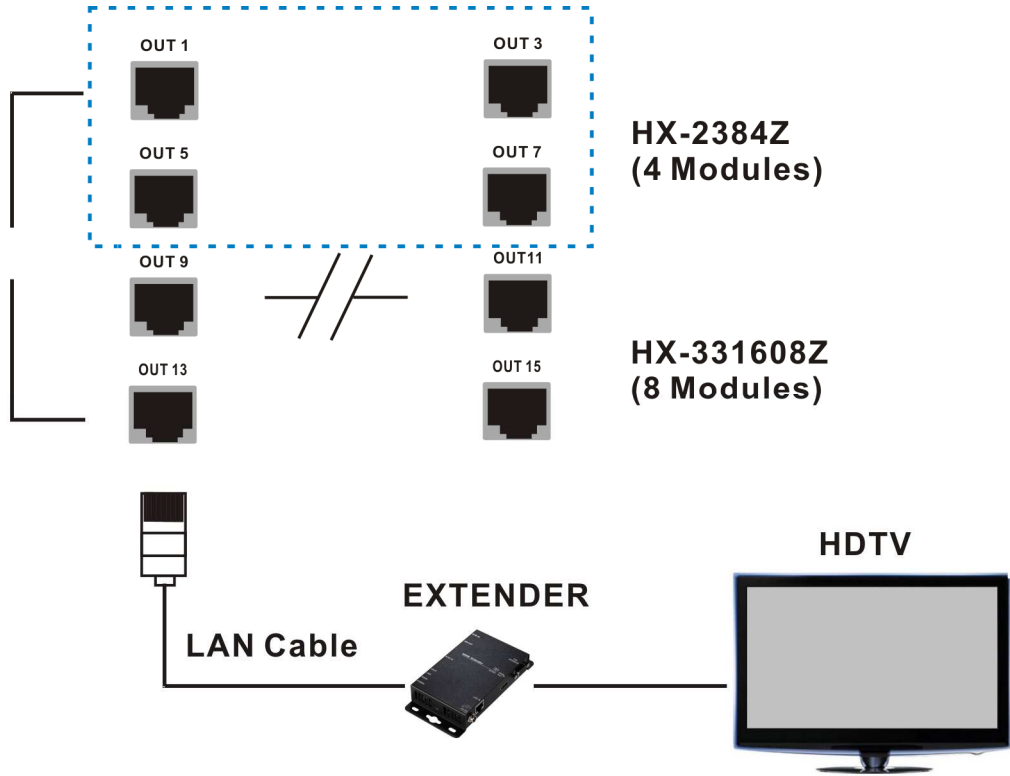 OUT 1
OUT 3
OUT 5
OUT 7
HX-2384Z
(4 Modules)
OUT 9
OUT11
OUT 13
OUT 15
HX-331608Z
(8 Modules)
HDTV
EXTENDER
LAN Cable